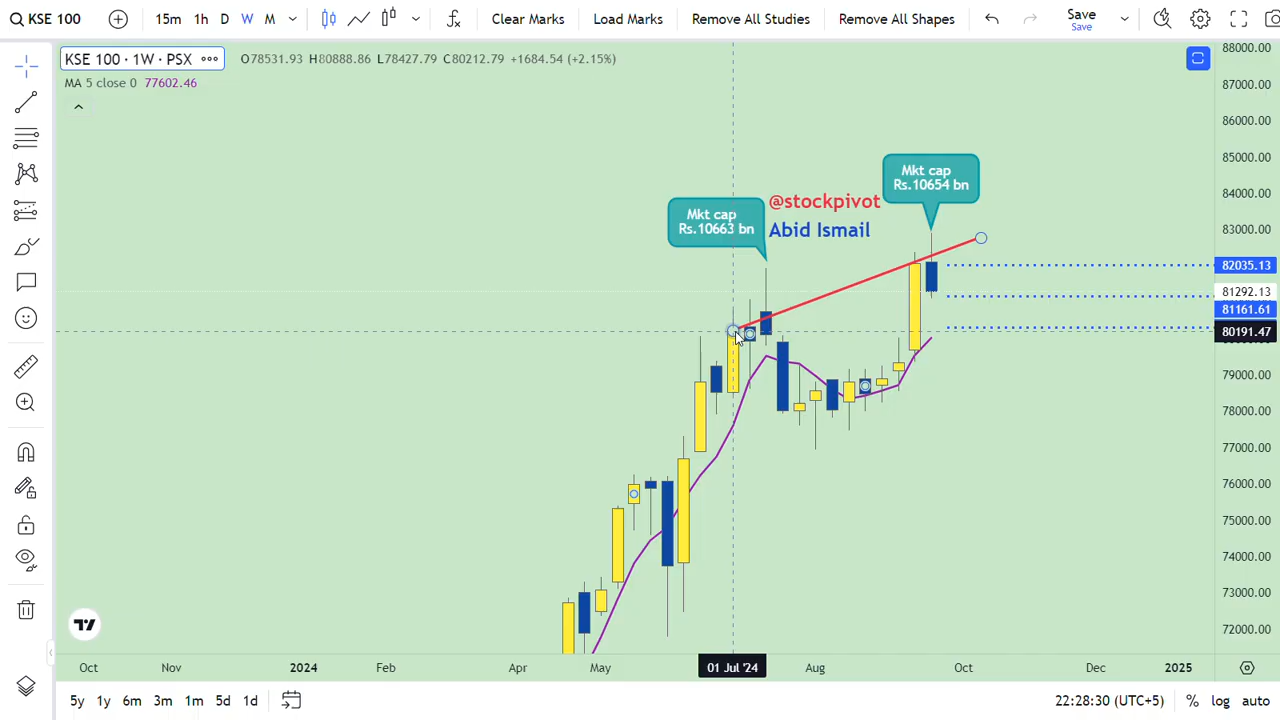 KSE 100
15m 1h D W M
Clear Marks Load Marks Remove All Studies Remove All Shapes
Save
Save
KSE 100 · 1W · PSX
O78531.93 H80888.86 L78427.79 C80212.79 +1684.54 (+2.15%)
MA 5 close 0 77602.46
Mkt cap
Rs.10654 bn
@stockpivot
Mkt cap
Rs.10663 bn
Abid Ismail
88000.00
87000.00
86000.00
85000.00
84000.00
83000.00
82035.13
81292.13
81161.61
80191.47
79000.00
78000.00
77000.00
76000.00
75000.00
74000.00
73000.00
72000.00
Oct Nov 2024 Feb Apr May 01 Jul '24 Aug Oct Dec 2025
5y 1y 6m 3m 1m 5d 1d
22:28:30 (UTC+5) % log auto